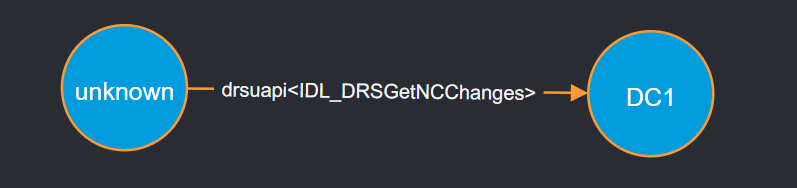 unknown
drsuapi<IDL_DRSGetNCChanges>
DC1